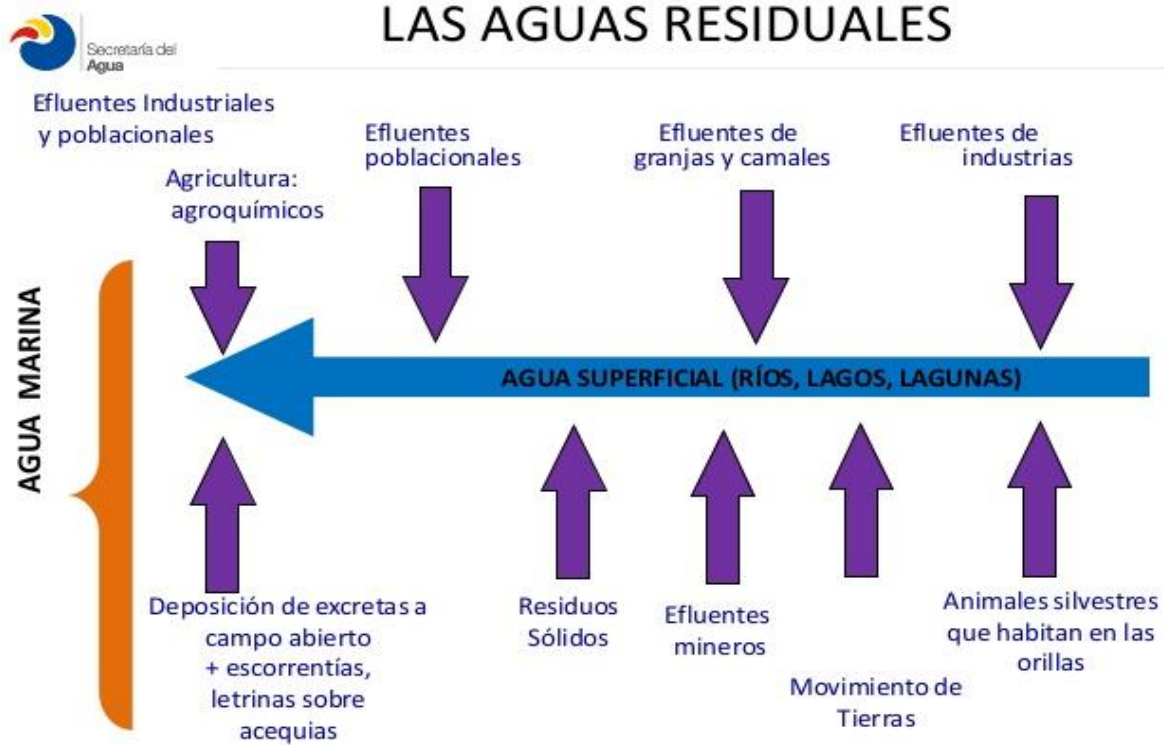 LAS AGUAS RESIDUALES
Secretaría del
Agua
Efluentes Industriales
y poblacionales
Agricultura:
agroquímicos
Efluentes
poblacionales
Efluentes de
granjas y camales
Efluentes de
industrias
AGUA MARINA
AGUA SUPERFICIAL (RÍOS, LAGOS, LAGUNAS)
Deposición de excretas a
campo abierto
+ escorrentías,
letrinas sobre
acequias
Residuos
Sólidos
Efluentes
mineros
Movimiento de
Tierras
Animales silvestres
que habitan en las
orillas